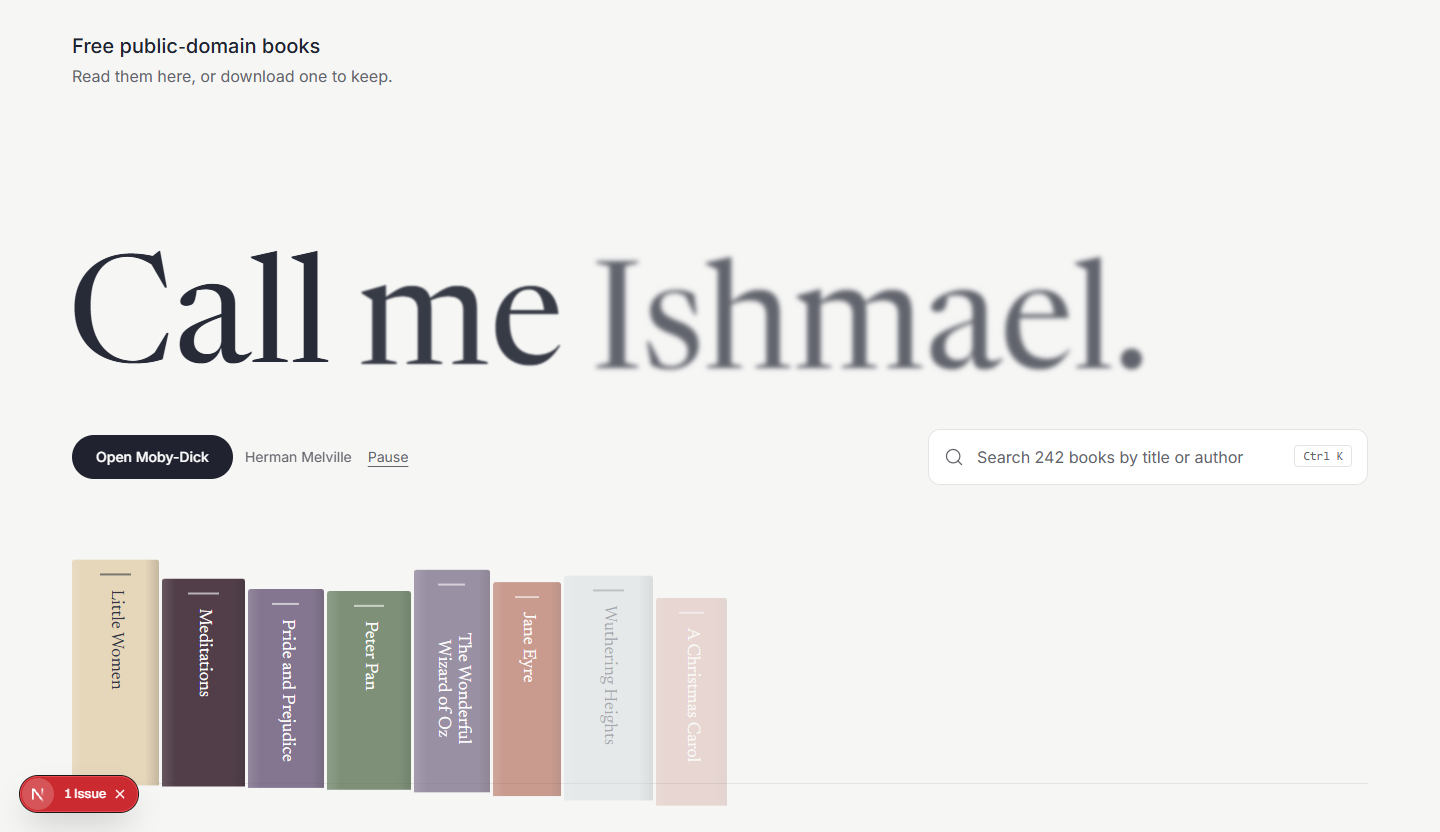 Free public-domain books
Read them here, or download one to keep.
Call me Ishmael.
Open Moby-Dick
Herman Melville
Pause
Search 242 books by title or author
Ctrl K
Little Women
Meditations
Pride and Prejudice
Peter Pan
The Wonderful
Wizard of Oz
Jane Eyre
Wuthering Heights
A Christmas Carol
N
1 Issue